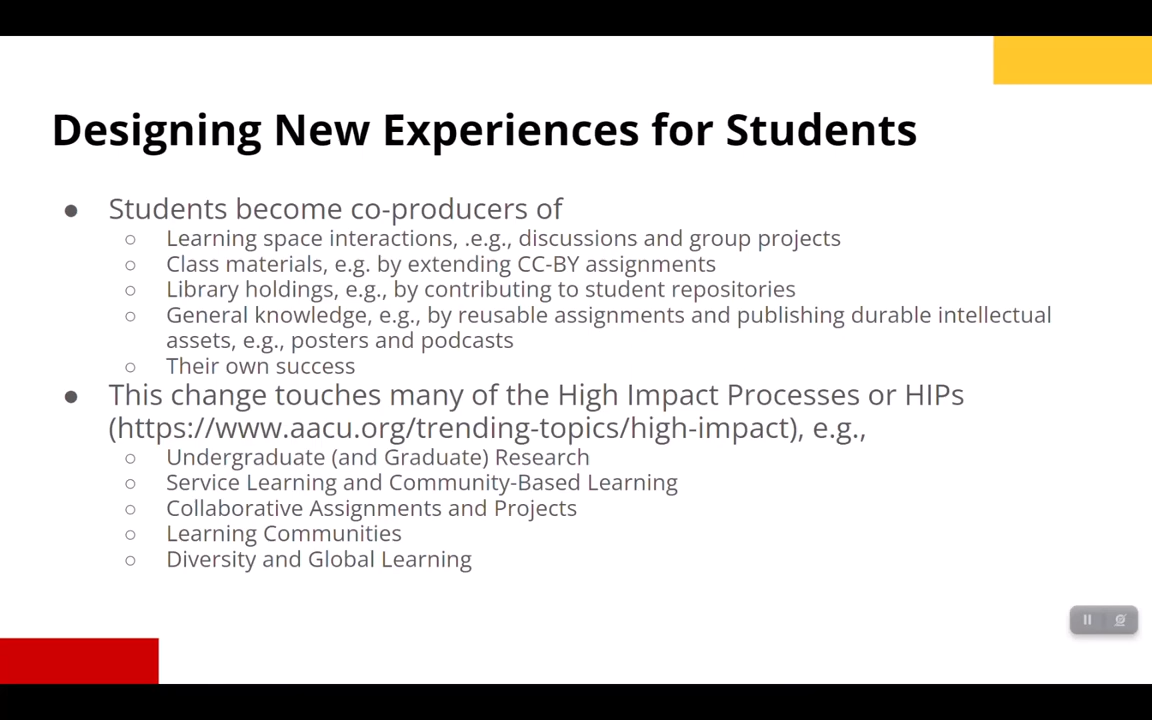 Designing New Experiences for Students
● Students become co-producers of
○ Learning space interactions, .e.g., discussions and group projects
○ Class materials, e.g. by extending CC-BY assignments
○ Library holdings, e.g., by contributing to student repositories
○ General knowledge, e.g., by reusable assignments and publishing durable intellectual
assets, e.g., posters and podcasts
○ Their own success
● This change touches many of the High Impact Processes or HIPs
(https://www.aacu.org/trending-topics/high-impact), e.g.,
○ Undergraduate (and Graduate) Research
○ Service Learning and Community-Based Learning
○ Collaborative Assignments and Projects
○ Learning Communities
○ Diversity and Global Learning